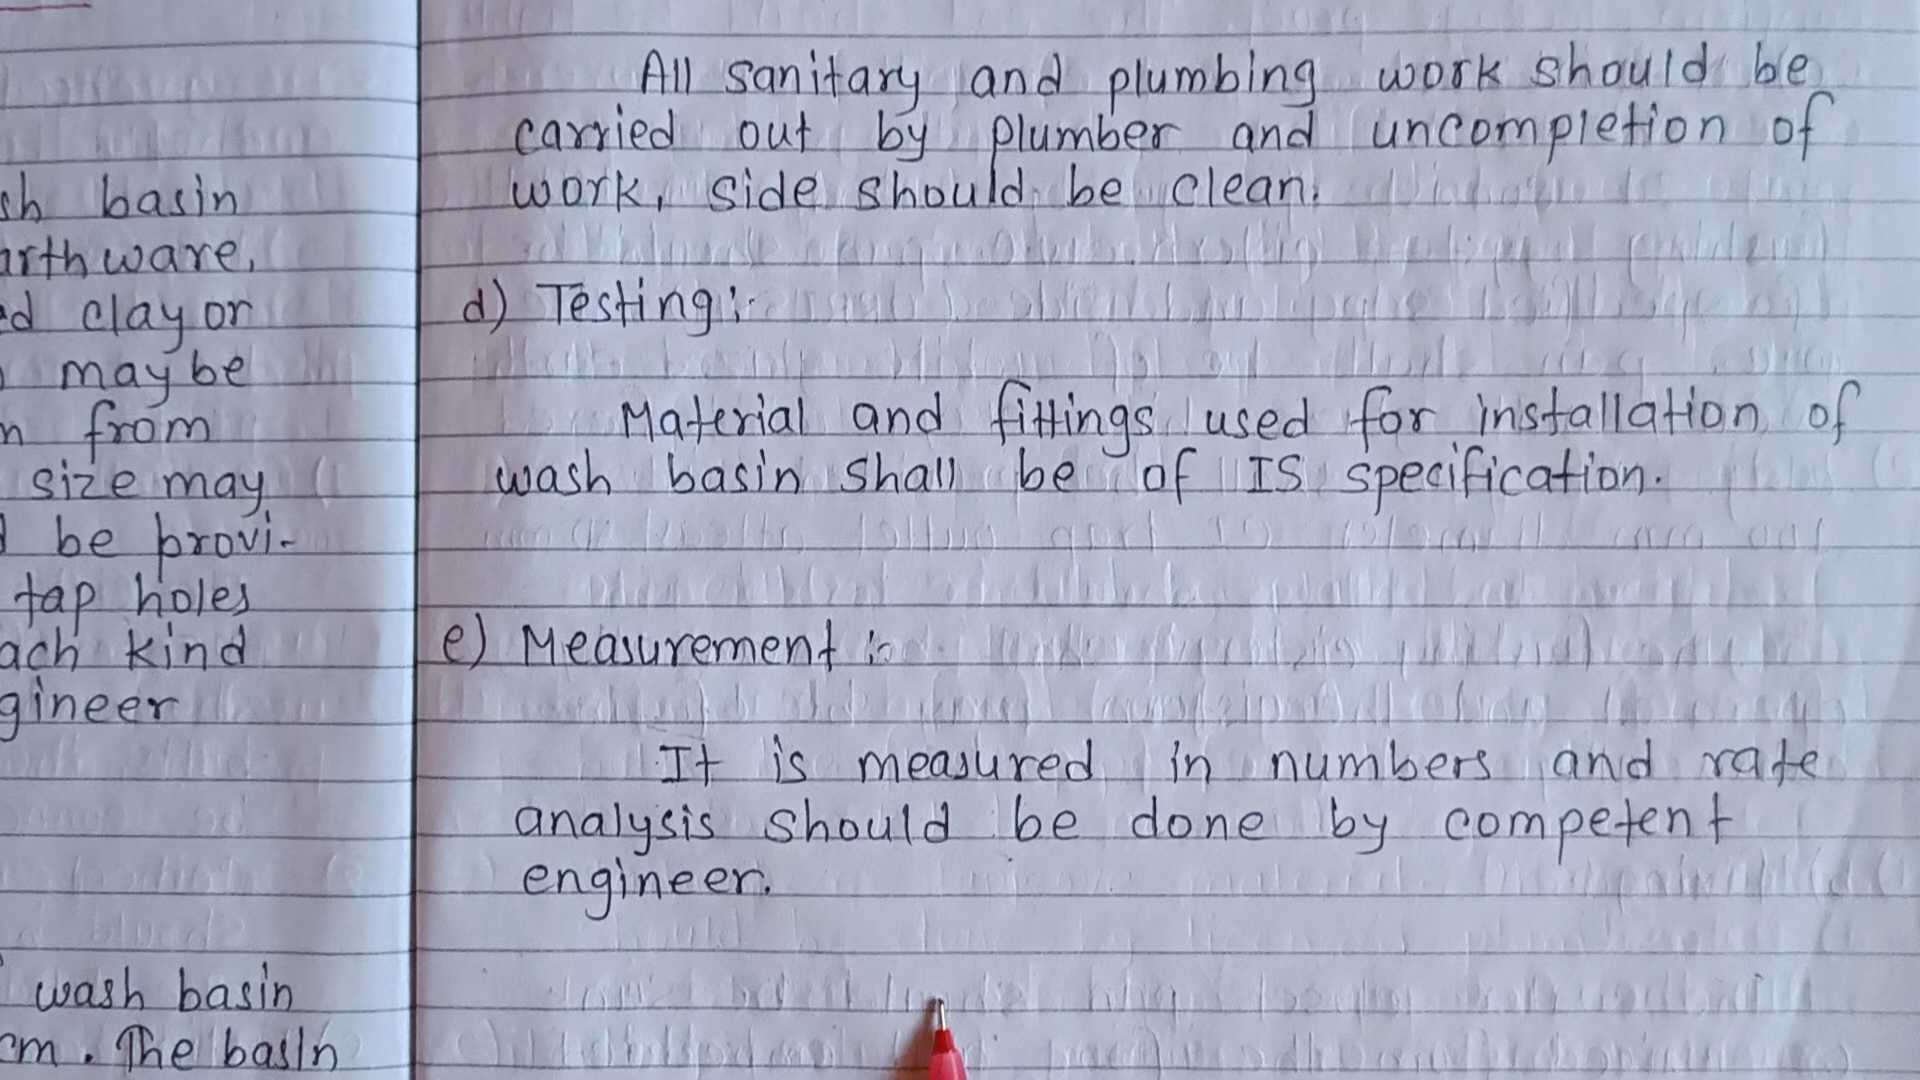 sh basin
arthware,
ed clay or
may be
n from
size may
d be provi-
tap holes
ach kind
gineer
wash basin
cm. The basin
All sanitary and plumbing work should be
carried out by plumber and uncompletion of
work, side should be clean.
d) Testing:-
Material and fittings used for installation of
wash basin shall be of IS specification.
e) Measurement :-
It is measured in numbers and rate
analysis should be done by competent
engineer.